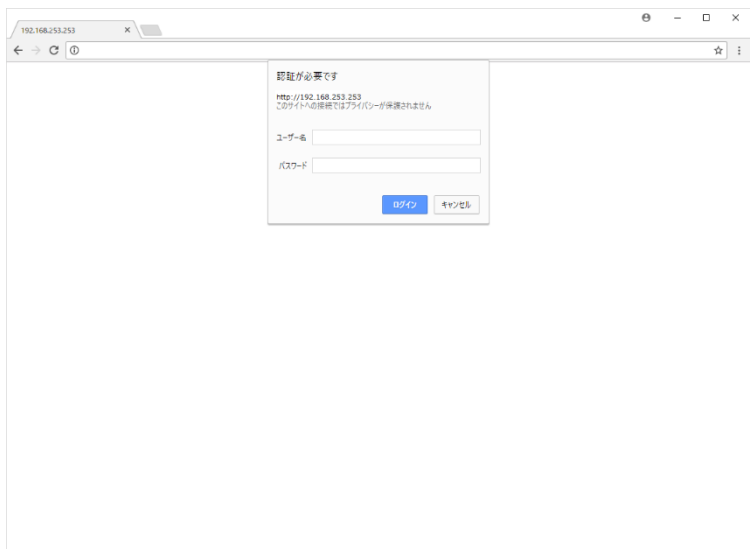 192.168.253.253
認証が必要です
http://192.168.253.253
このサイトへの接続ではプライバシーが保護されません
ユーザー名
パスワード
ログイン
キャンセル